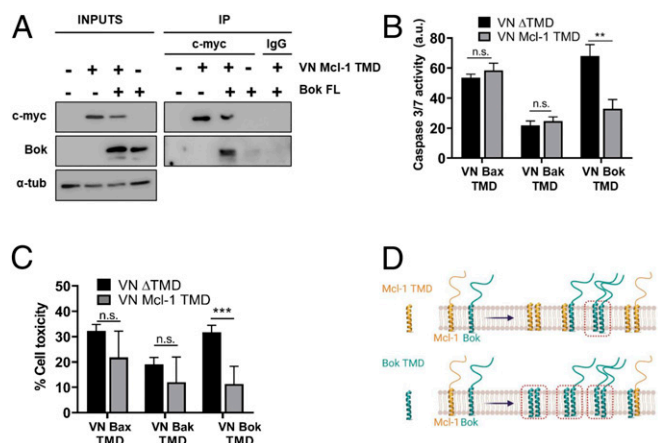 A
INPUTS
IP
c-myc
IgG
- + + - - + + - + VN Mcl-1 TMD
- - + + - - + + + Bok FL
c-myc
Bok
α-tub
B
VN ΔTMD
VN Mcl-1 TMD
Caspase 3/7 activity (a.u.)
80
60
40
20
0
n.s.
n.s.
**
VN Bax TMD
VN Bak TMD
VN Bok TMD
C
VN ΔTMD
VN Mcl-1 TMD
% Cell toxicity
50
40
30
20
10
0
n.s.
n.s.
***
VN Bax TMD
VN Bak TMD
VN Bok TMD
D
Mcl-1 TMD
Mcl-1 Bok
Bok TMD
Mcl-1 Bok